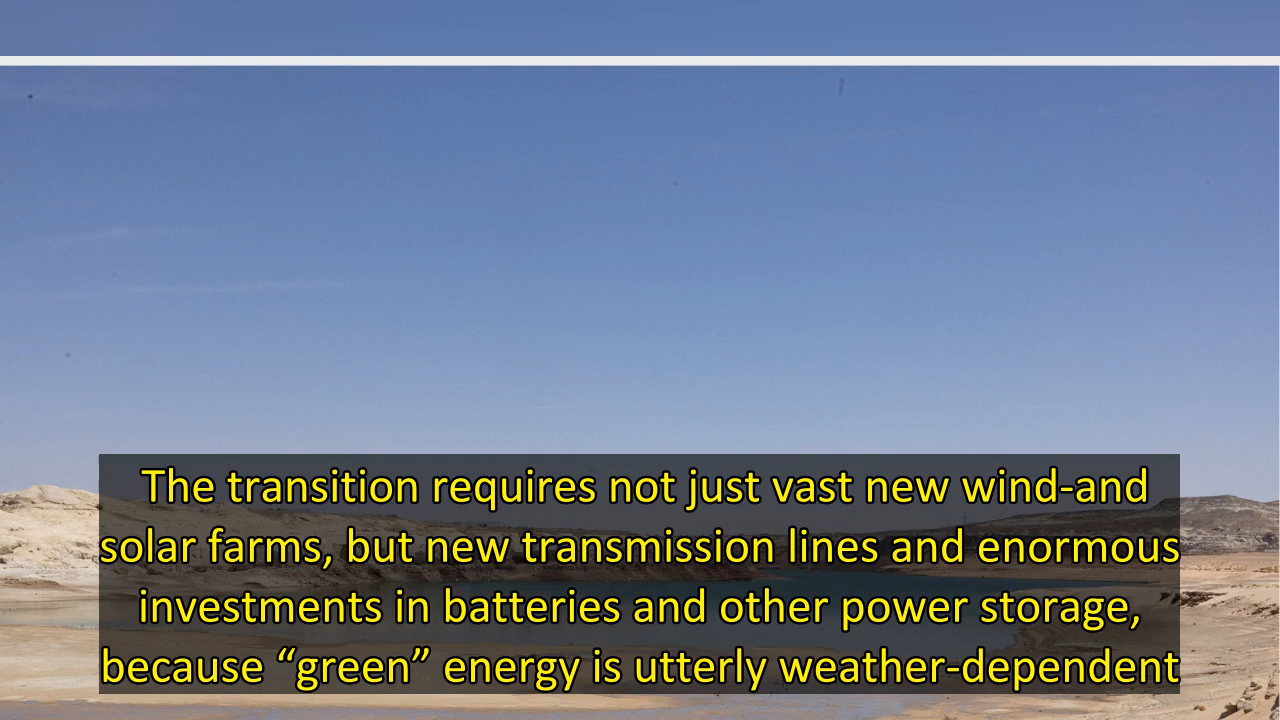 The transition requires not just vast new wind-and
solar farms, but new transmission lines and enormous
investments in batteries and other power storage,
because “green” energy is utterly weather-dependent